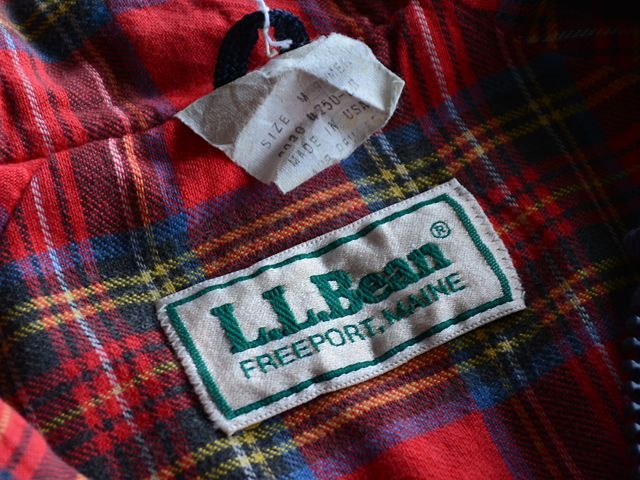 SIZE M
MADE IN USA
L.L.Bean®
FREEPORT, MAINE